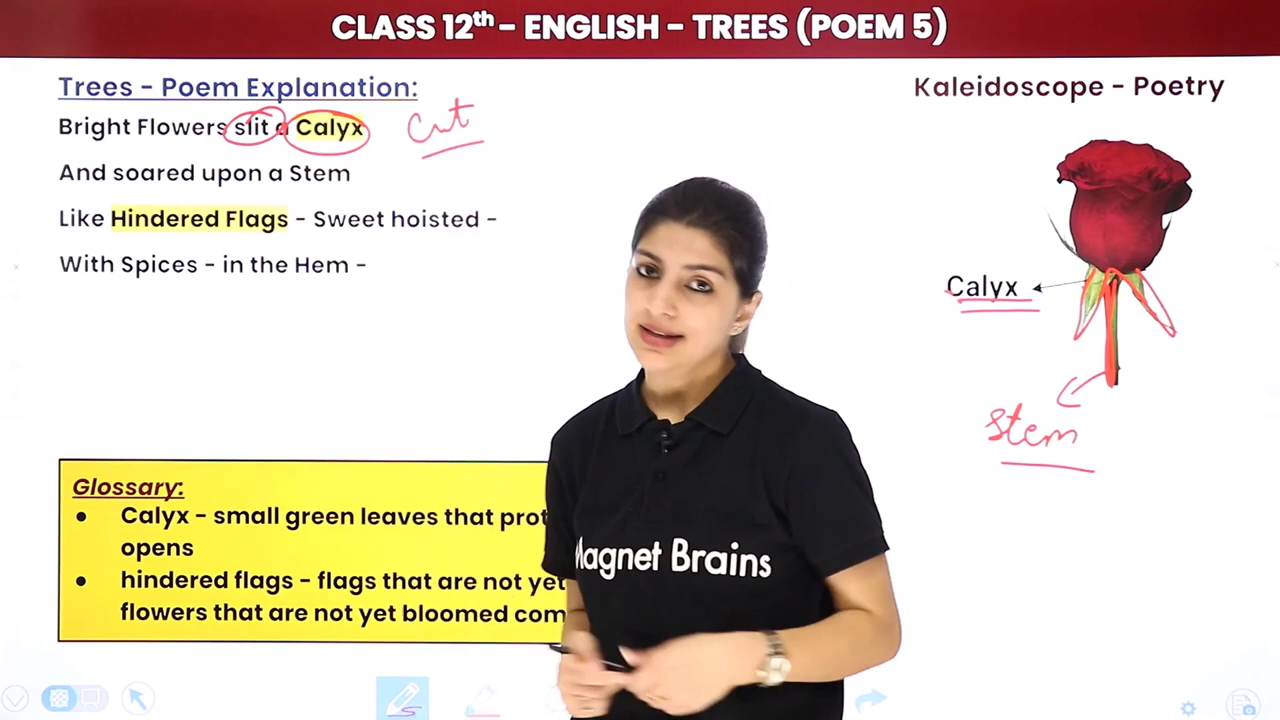 CLASS 12th - ENGLISH - TREES (POEM 5)
Trees - Poem Explanation:
Kaleidoscope - Poetry
Bright Flowers slit a Calyx
cut
And soared upon a Stem
Like Hindered Flags - Sweet hoisted -
With Spices - in the Hem -
Calyx
Stem
Glossary:
● Calyx - small green leaves that
opens
● hindered flags - flags that are not yet
flowers that are not yet bloomed
Magnet Brains